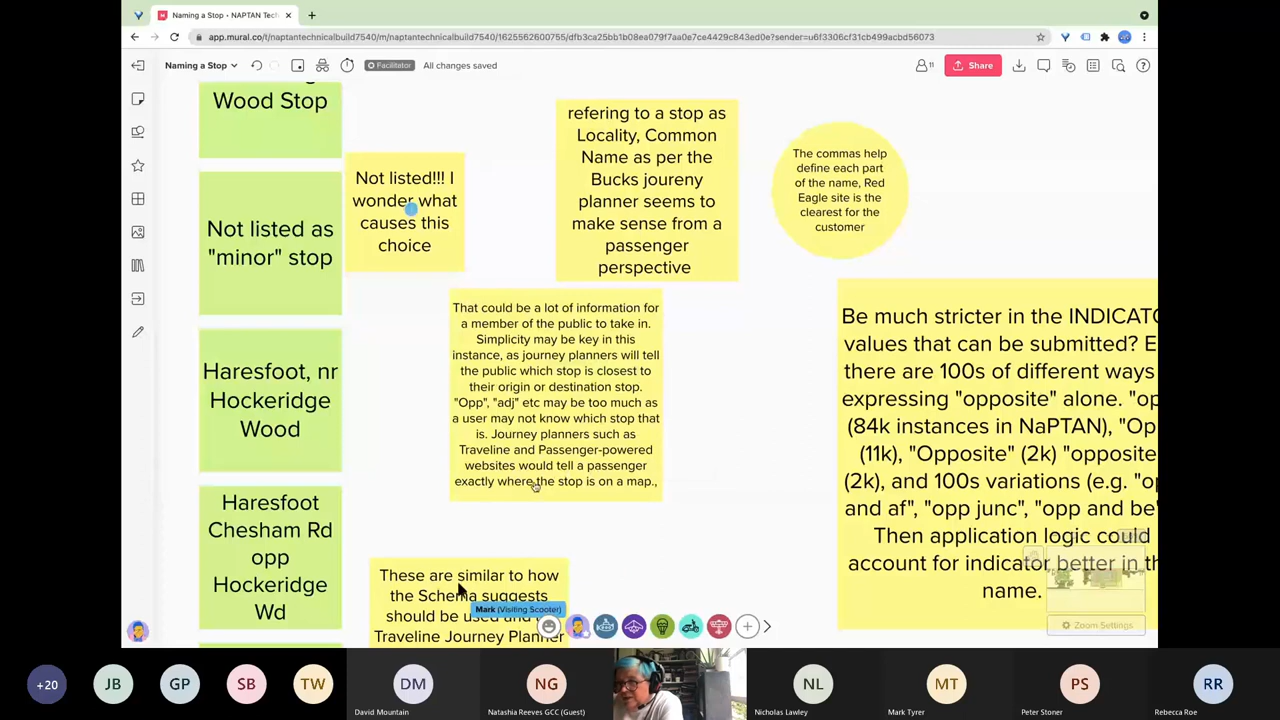 Naming a Stop • NAPTAN Tec
app.mural.co/t/naptantechnicalbuild7540/m/naptantechnicalbuild7540/1625562600755/dfb3ca25bb1b08ea079f7aa0e7ce4429c843ed0e?sender=u6f3306cf31cb499acbd56073
Naming a Stop
Facilitator
All changes saved
11
Share
Wood Stop
Not listed as
"minor" stop
Haresfoot, nr
Hockeridge
Wood
Haresfoot
Chesham Rd
opp
Hockeridge
Wd
Not listed!!! I
wonder what
causes this
choice
refering to a stop as
Locality, Common
Name as per the
Bucks joureny
planner seems to
make sense from a
passenger
perspective
The commas help
define each part
of the name, Red
Eagle site is the
clearest for the
customer
That could be a lot of information for
a member of the public to take in.
Simplicity may be key in this
instance, as journey planners will tell
the public which stop is closest to
their origin or destination stop.
"Opp", "adj" etc may be too much as
a user may not know which stop that
is. Journey planners such as
Traveline and Passenger-powered
websites would tell a passenger
exactly where the stop is on a map.,
Be much stricter in the INDICATO
values that can be submitted? E
there are 100s of different ways
expressing "opposite" alone. "op
(84k instances in NaPTAN), "Op
(11k), "Opposite" (2k) "opposite
(2k), and 100s variations (e.g. "o
and af", "opp junc", "opp and be"
Then application logic could
account for indicator better in th
name.
These are similar to how
the Schema suggests
should be used
Traveline Journey Planner
Mark (Visiting Scooter)
Zoom Settings
+20
JB
GP
SB
TW
DM
David Mountain
NG
Natashia Reeves GCC (Guest)
NL
Nicholas Lawley
MT
Mark Tyrer
PS
Peter Stoner
RR
Rebecca Roe